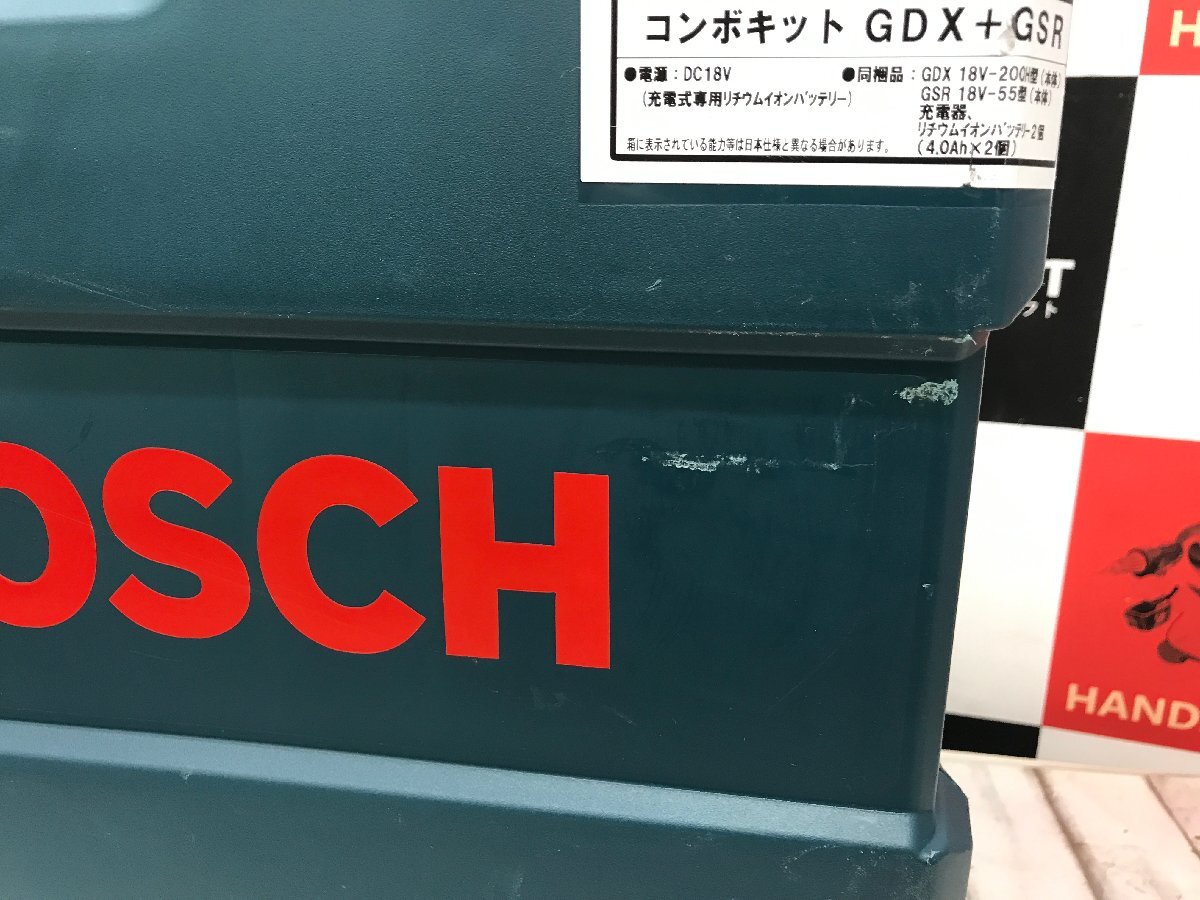 コンボキット GDX+GSR
●電源：DC18V
(充電式専用リチウムイオンバッテリー)
●同梱品：GDX 18V-200H型(本体)
GSR 18V-55型(本体)
充電器、
リチウムイオンバッテリー2個
(4.0Ah×2個)
箱に表示されている能力等は日本仕様と異なる場合があります。
OSCH
H
T
フト
HAND